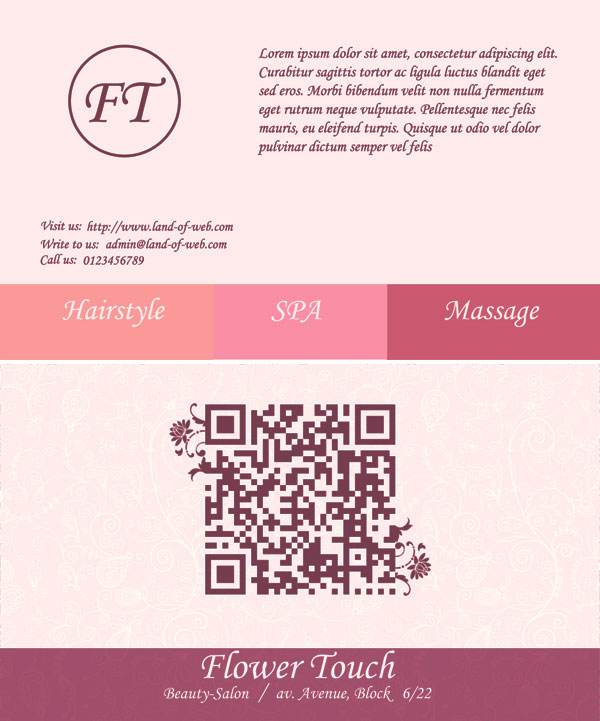 FT
Lorem ipsum dolor sit amet, consectetur adipiscing elit.
Curabitur sagittis tortor ac ligula luctus blandit eget
sed eros. Morbi bibendum velit non nulla fermentum
eget rutrum neque vulputate. Pellentesque nec felis
mauris, eu eleifend turpis. Quisque ut odio vel dolor
pulvinar dictum semper vel felis
Visit us: http://www.land-of-web.com
Write to us: admin@land-of-web.com
Call us: 0123456789
Hairstyle
SPA
Massage
Flower Touch
Beauty-Salon / av. Avenue, Block 6/22